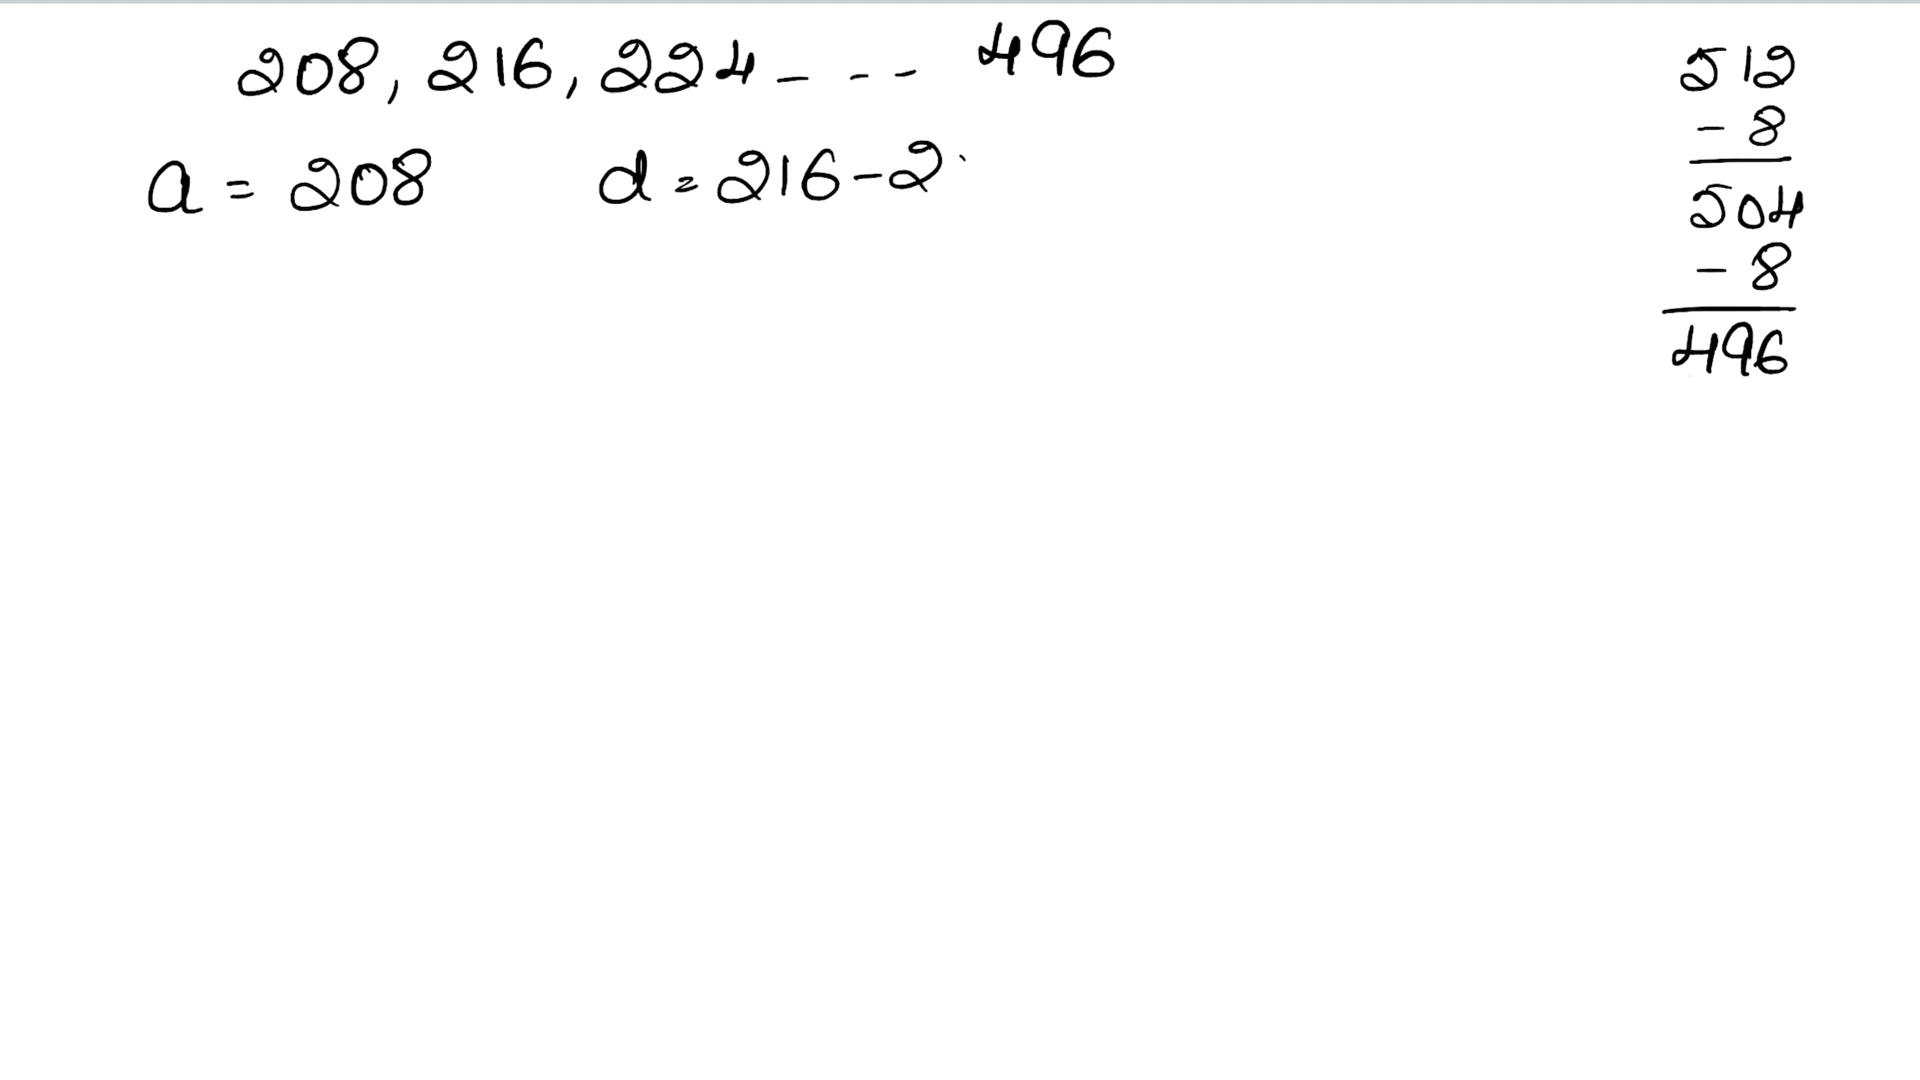 208, 216, 224 - - - 496
a = 208 d = 216 - 2
512
- 8
504
- 8
496